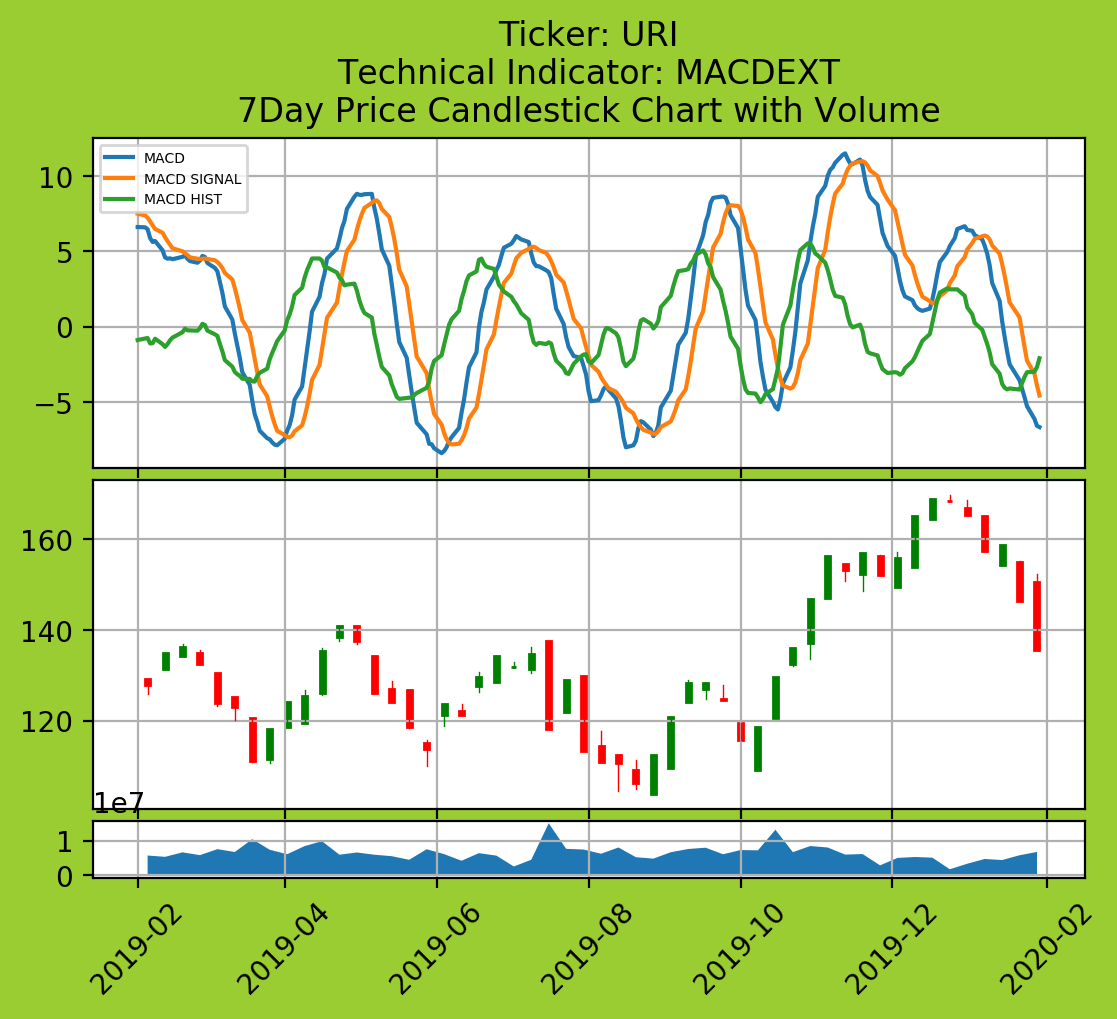 Ticker: URI
Technical Indicator: MACDEXT
7Day Price Candlestick Chart with Volume
MACD
MACD SIGNAL
MACD HIST
10
5
0
−5
160
140
120
1e7
1
0
2019-02
2019-04
2019-06
2019-08
2019-10
2019-12
2020-02